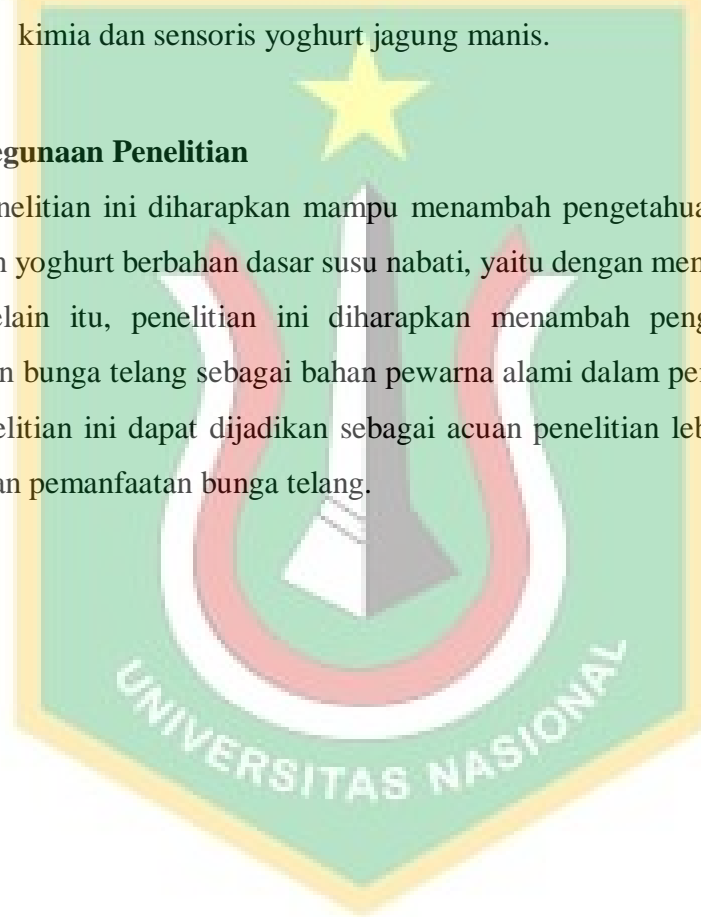 kimia dan sensoris yoghurt jagung manis.
egunaan Penelitian
nelitian ini diharapkan mampu menambah pengetahua
n yoghurt berbahan dasar susu nabati, yaitu dengan men
elain itu, penelitian ini diharapkan menambah peng
n bunga telang sebagai bahan pewarna alami dalam pe
elitian ini dapat dijadikan sebagai acuan penelitian leb
an pemanfaatan bunga telang.
UNIVERSITAS NASIONAL